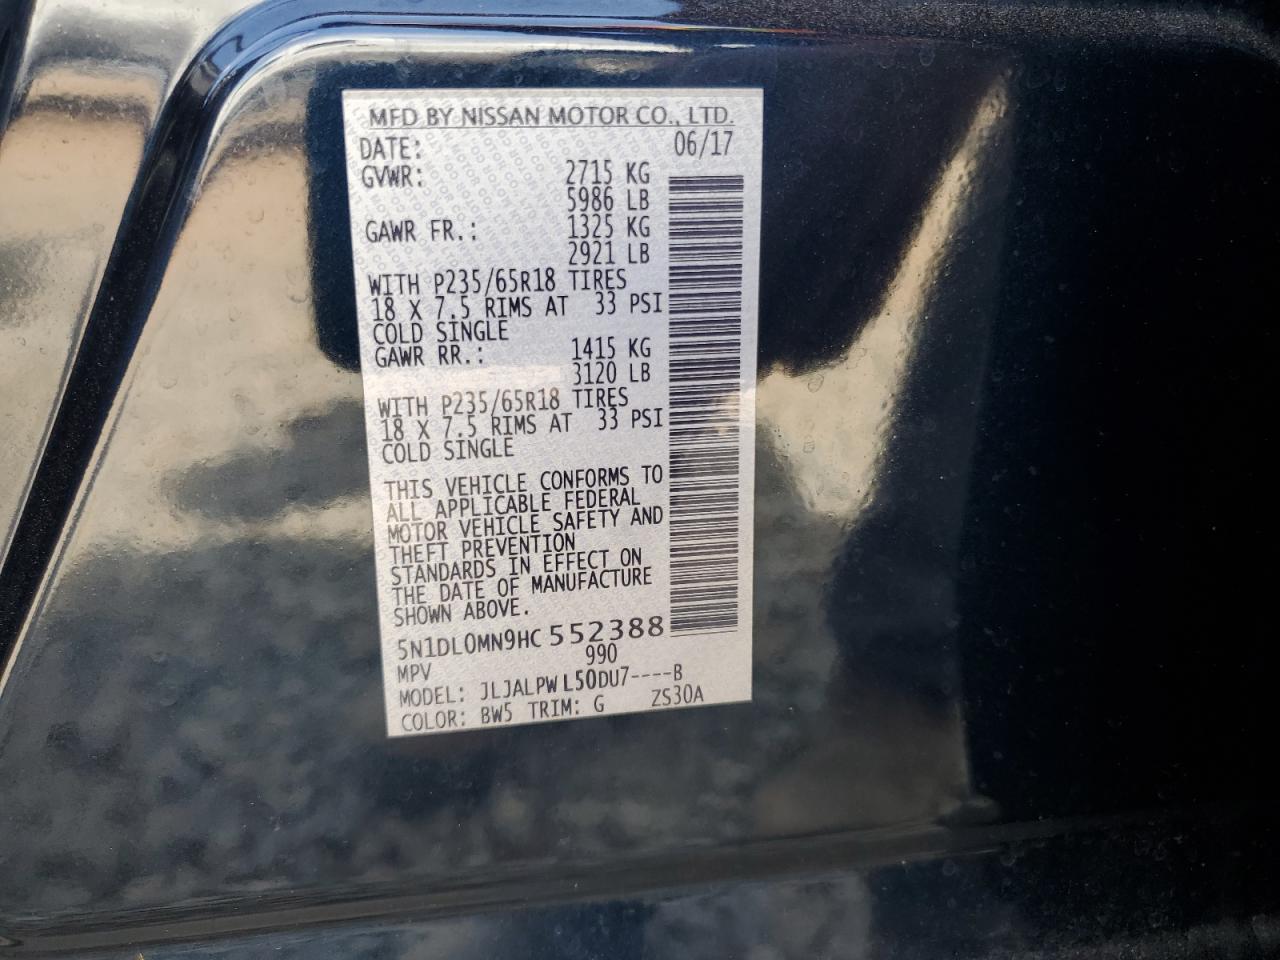 MFD BY NISSAN MOTOR CO., LTD.
DATE: 06/17
GVWR: 2715 KG
5986 LB
GAWR FR.: 1325 KG
2921 LB
WITH P235/65R18 TIRES
18 X 7.5 RIMS AT 33 PSI
COLD SINGLE
GAWR RR.: 1415 KG
3120 LB
WITH P235/65R18 TIRES
18 X 7.5 RIMS AT 33 PSI
COLD SINGLE
THIS VEHICLE CONFORMS TO
ALL APPLICABLE FEDERAL
MOTOR VEHICLE SAFETY AND
THEFT PREVENTION
STANDARDS IN EFFECT ON
THE DATE OF MANUFACTURE
SHOWN ABOVE.
5N1DL0MN9HC 552388
MPV 990
MODEL: JLJALPWL50DU7----B
COLOR: BW5 TRIM: G ZS30A